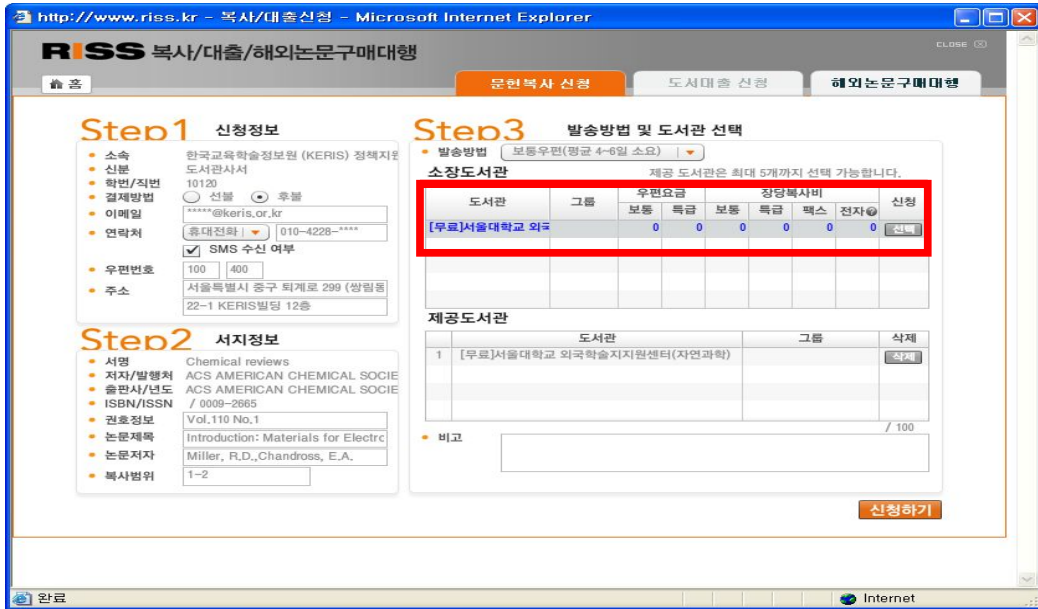 http://www.riss.kr - 복사/대출신청 - Microsoft Internet Explorer
RISS 복사/대출/해외논문구매대행
CLOSE
홈
문헌복사 신청
도서대출 신청
해외논문구매대행
Step1 신청정보
소속 한국교육학술정보원 (KERIS) 정책지원
신분 도서관사서
학번/직번 10120
결제방법 선불 후불
이메일 *****@keris.or.kr
연락처 휴대전화 010-4228-****
SMS 수신 여부
우편번호 100 400
주소 서울특별시 중구 퇴계로 299 (쌍림동
22-1 KERIS빌딩 12층
Step2 서지정보
서명 Chemical reviews
저자/발행처 ACS AMERICAN CHEMICAL SOCIE
출판사/년도 ACS AMERICAN CHEMICAL SOCIE
ISBN/ISSN / 0009-2665
권호정보 Vol.110 No.1
논문제목 Introduction: Materials for Electro
논문저자 Miller, R.D.,Chandross, E.A.
복사범위 1-2
Step3 발송방법 및 도서관 선택
발송방법 보통우편(평균 4~6일 소요)
소장도서관 제공 도서관은 최대 5개까지 선택 가능합니다.
도서관 그룹 우편요금 장당복사비 신청
보통 특급 보통 특급 팩스 전자
[무료]서울대학교 외국 0 0 0 0 0 0 선택
제공도서관
도서관 그룹 삭제
1 [무료]서울대학교 외국학술지지원센터(자연과학) 삭제
/ 100
비고
신청하기
완료
Internet